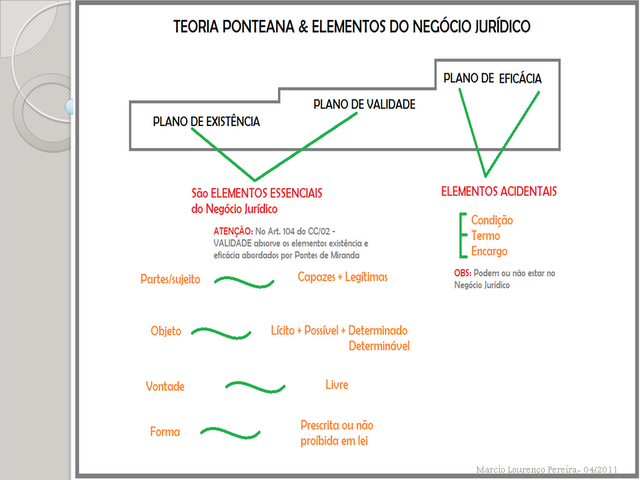 TEORIA PONTEANA & ELEMENTOS DO NEGÓCIO JURÍDICO
PLANO DE EXISTÊNCIA
PLANO DE VALIDADE
PLANO DE EFICÁCIA
São ELEMENTOS ESSENCIAIS
do Negócio Jurídico
ATENÇÃO: No Art. 104 do CC/02 -
VALIDADE absorve os elementos existência e
eficácia abordados por Pontes de Miranda
ELEMENTOS ACIDENTAIS
Condição
Termo
Encargo
OBS: Podem ou não estar no
Negócio Jurídico
Partes/sujeito
Capazes + Legítimas
Objeto
Lícito + Possível + Determinado
Determinável
Vontade
Livre
Forma
Prescrita ou não
proibida em lei
Marcio Lourenço Pereira- 04/2011